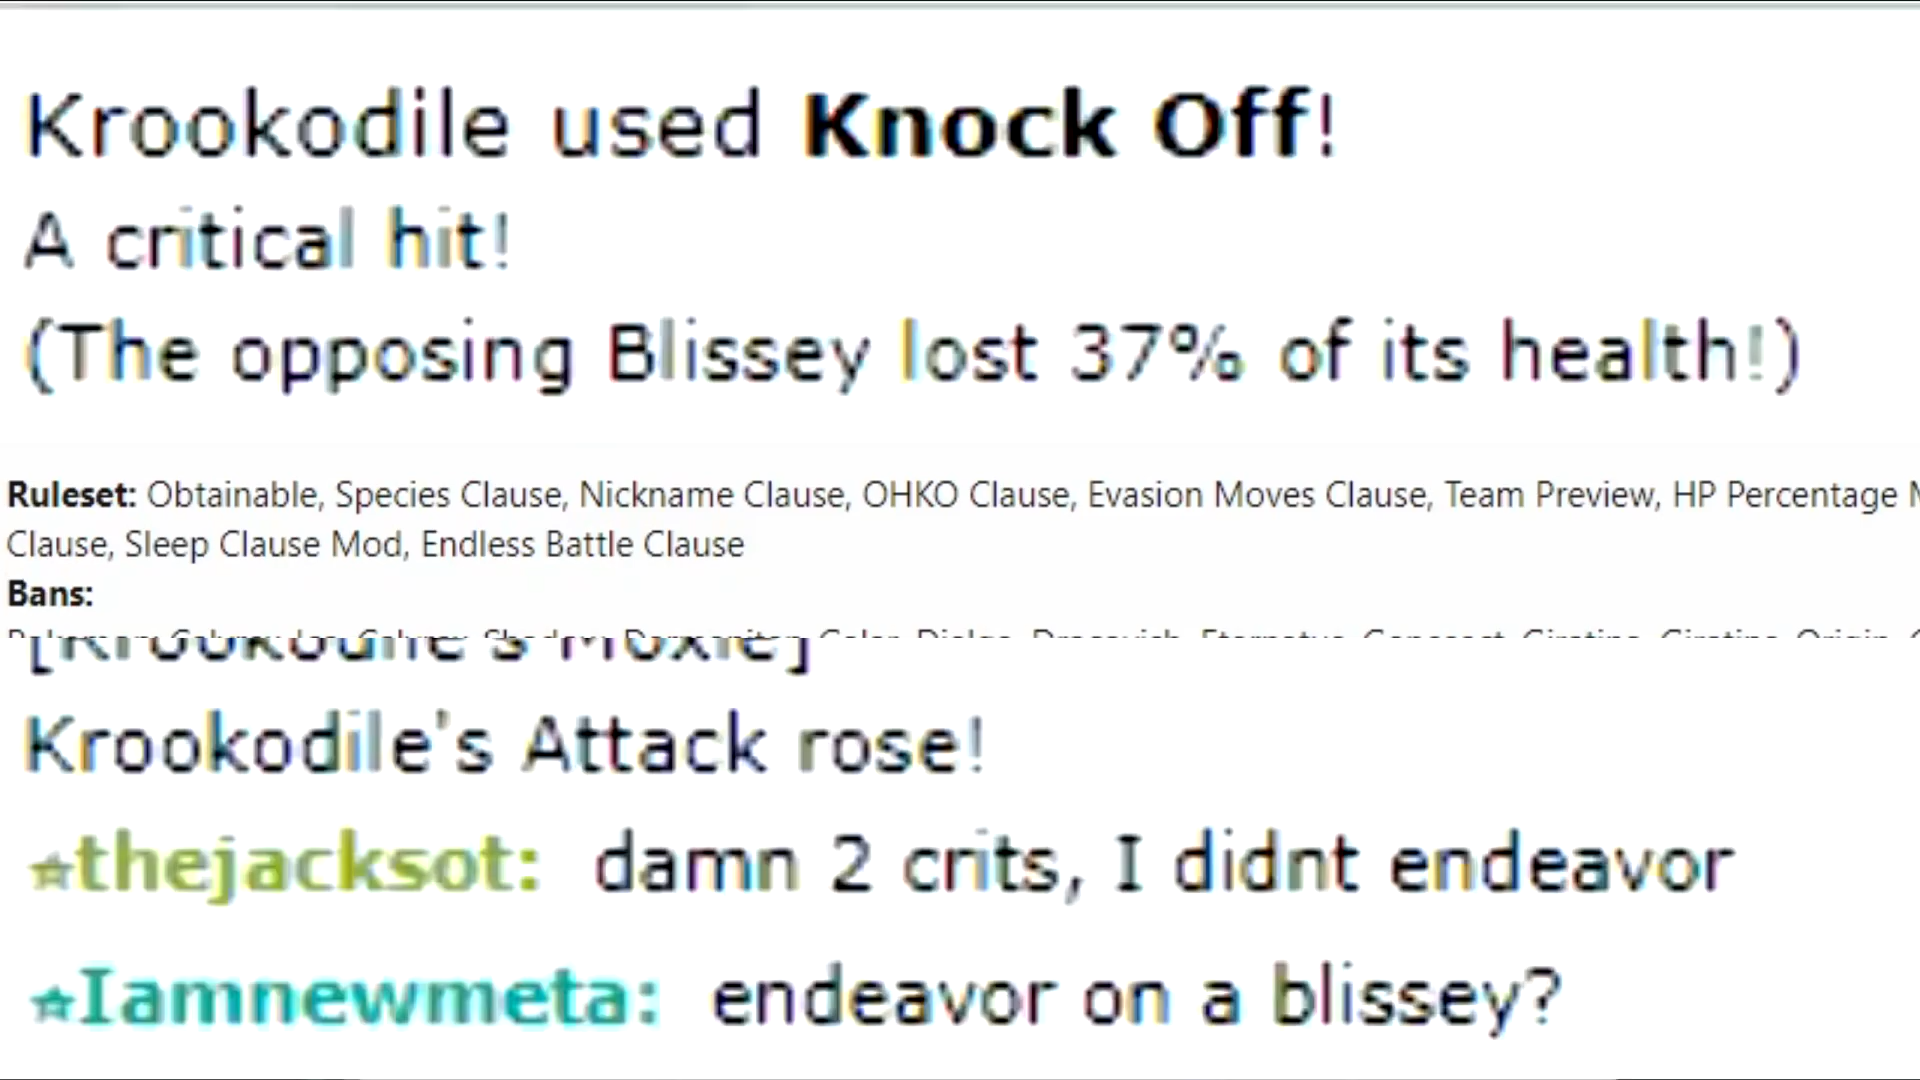 Krookodile used Knock Off!
A critical hit!
(The opposing Blissey lost 37% of its health!)
Ruleset: Obtainable, Species Clause, Nickname Clause, OHKO Clause, Evasion Moves Clause, Team Preview, HP Percentage
Clause, Sleep Clause Mod, Endless Battle Clause
Bans:
[Krookodile's Moxie]
Krookodile's Attack rose!
☆thejacksot: damn 2 crits, I didnt endeavor
☆Iamnewmeta: endeavor on a blissey?